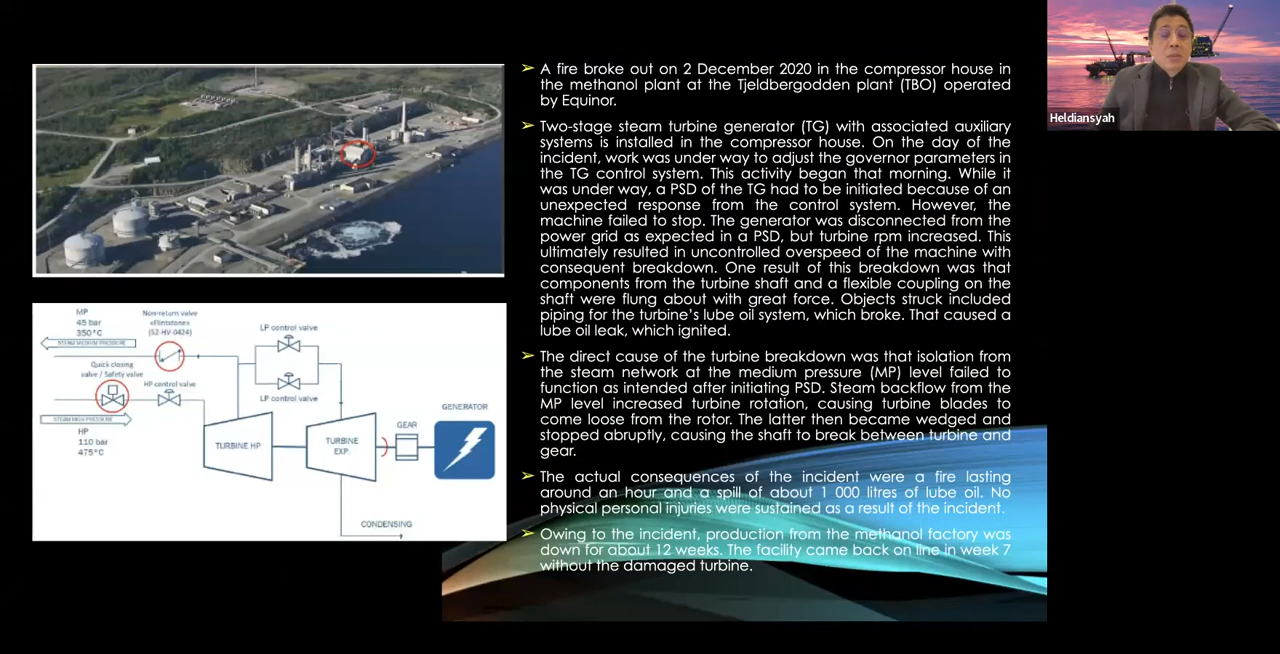 ➢ A fire broke out on 2 December 2020 in the compressor house in
the methanol plant at the Tjeldbergodden plant (TBO) operated
by Equinor.
➢ Two-stage steam turbine generator (TG) with associated auxiliary
systems is installed in the compressor house. On the day of the
incident, work was under way to adjust the governor parameters in
the TG control system. This activity began that morning. While it
was under way, a PSD of the TG had to be initiated because of an
unexpected response from the control system. However, the
machine failed to stop. The generator was disconnected from the
power grid as expected in a PSD, but turbine rpm increased. This
ultimately resulted in uncontrolled overspeed of the machine with
consequent breakdown. One result of this breakdown was that
components from the turbine shaft and a flexible coupling on the
shaft were flung about with great force. Objects struck included
piping for the turbine's lube oil system, which broke. That caused a
lube oil leak, which ignited.
➢ The direct cause of the turbine breakdown was that isolation from
the steam network at the medium pressure (MP) level failed to
function as intended after initiating PSD. Steam backflow from the
MP level increased turbine rotation, causing turbine blades to
come loose from the rotor. The latter then became wedged and
stopped abruptly, causing the shaft to break between turbine and
gear.
➢ The actual consequences of the incident were a fire lasting
around an hour and a spill of about 1 000 litres of lube oil. No
physical personal injuries were sustained as a result of the incident.
➢ Owing to the incident, production from the methanol factory was
down for about 12 weeks. The facility came back on line in week 7
without the damaged turbine.
MP
45 bar
350°C
STEAM MEDIUM PRESSURE
Non-return valve
«Flintstone»
(52-HV-0424)
LP control valve
Quick closing
valve / Safety valve
HP control valve
LP control valve
STEAM HIGH PRESSURE
HP
110 bar
475°C
TURBINE HP
TURBINE
EXP.
GEAR
GENERATOR
CONDENSING
Heldiansyah